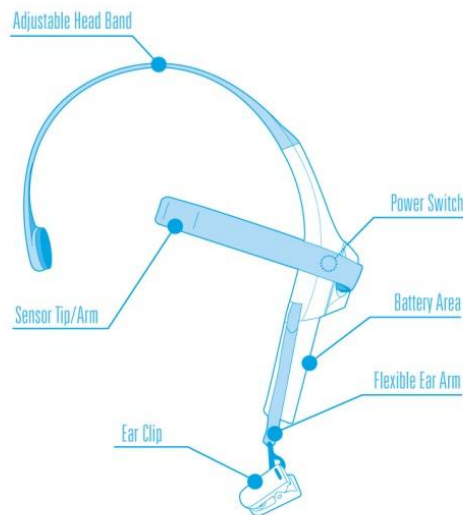 Adjustable Head Band
Power Switch
Sensor Tip/Arm
Battery Area
Flexible Ear Arm
Ear Clip